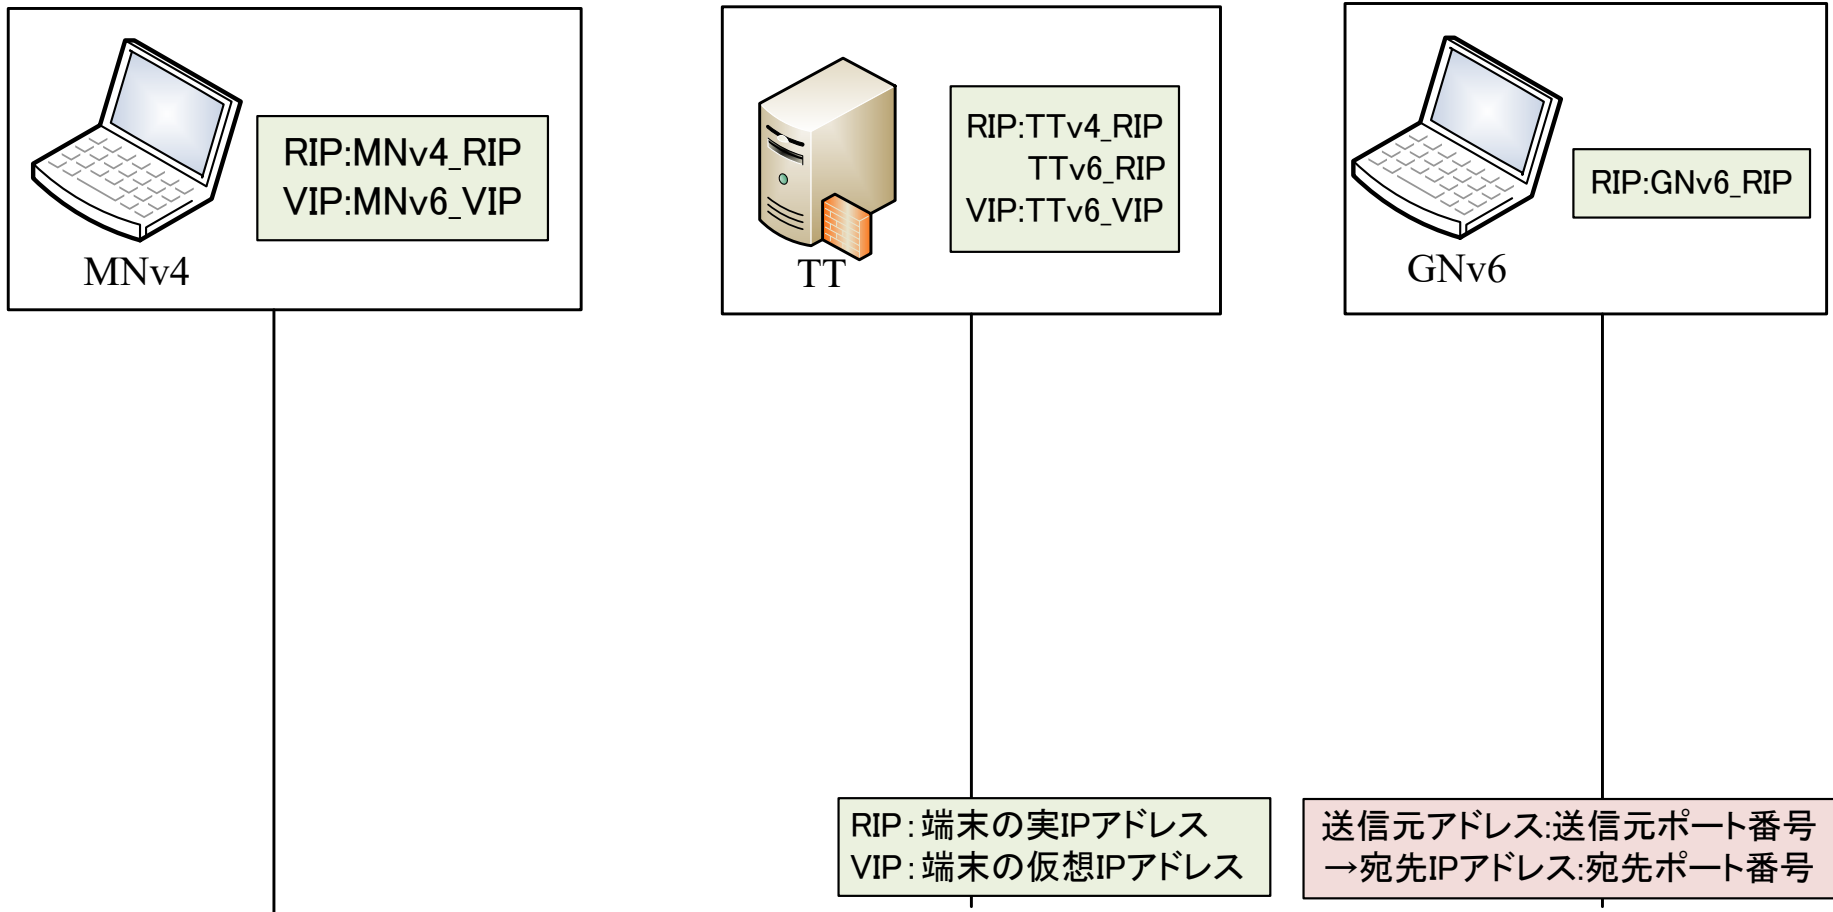 RIP:MNv4_RIP
VIP:MNv6_VIP
MNv4
RIP:TTv4_RIP
TTv6_RIP
VIP:TTv6_VIP
TT
RIP:GNv6_RIP
GNv6
RIP：端末の実IPアドレス
VIP：端末の仮想IPアドレス
送信元アドレス:送信元ポート番号
→宛先IPアドレス:宛先ポート番号